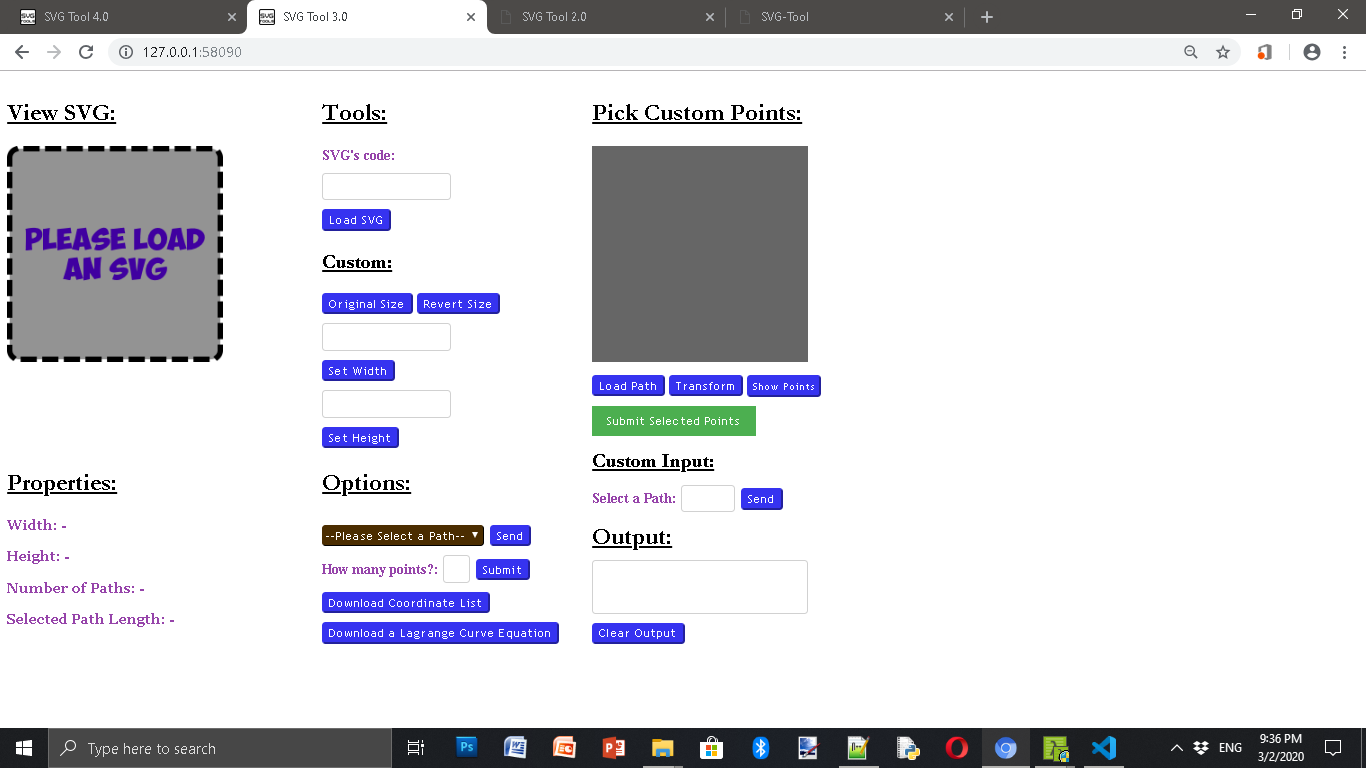 SVG Tool 4.0
SVG Tool 3.0
SVG Tool 2.0
SVG-Tool
127.0.0.1:58090
View SVG:
PLEASE LOAD
AN SVG
Properties:
Width: -
Height: -
Number of Paths: -
Selected Path Length: -
Tools:
SVG's code:
Load SVG
Custom:
Original Size Revert Size
Set Width
Set Height
Options:
--Please Select a Path-- Send
How many points?: Submit
Download Coordinate List
Download a Lagrange Curve Equation
Pick Custom Points:
Load Path Transform Show Points
Submit Selected Points
Custom Input:
Select a Path: Send
Output:
Clear Output
Type here to search
ENG
9:36 PM
3/2/2020